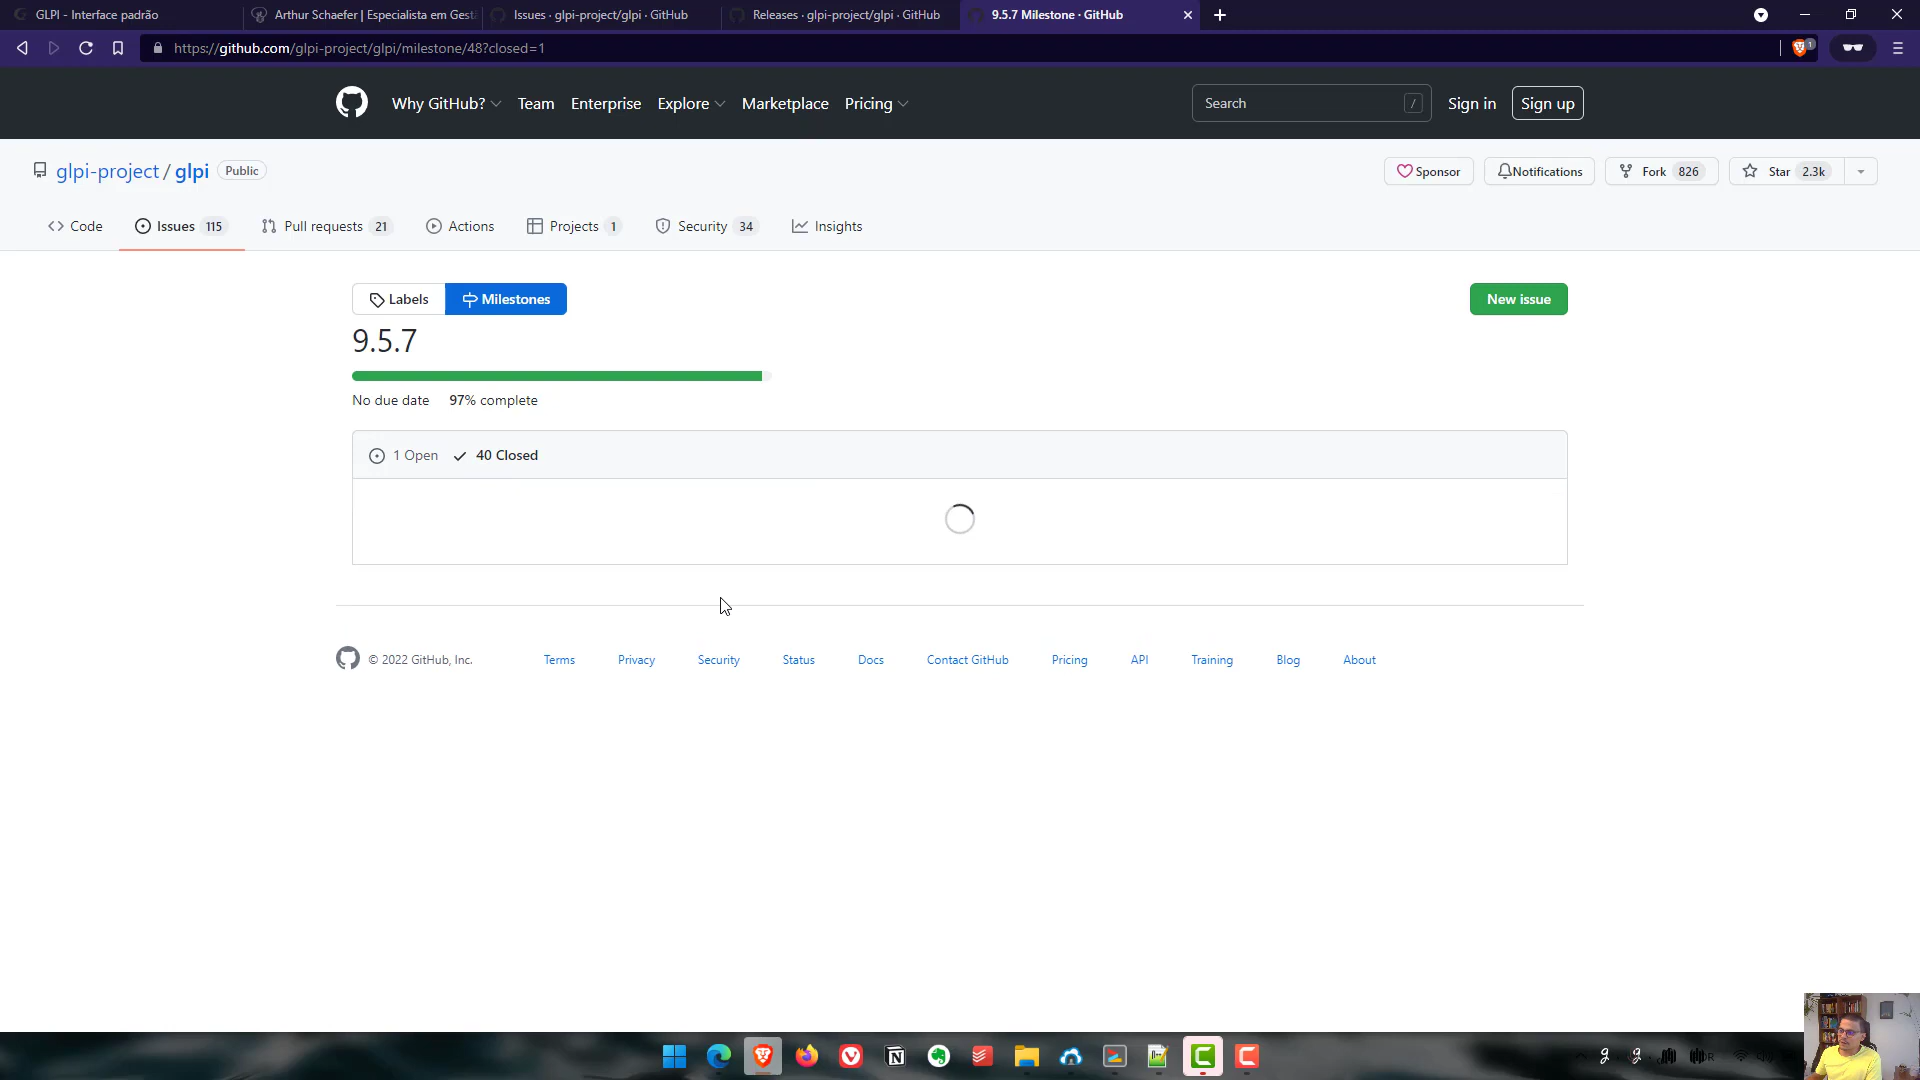 GLPI - Interface padrão
Arthur Schaefer | Especialista em Gest
Issues · glpi-project/glpi · GitHub
Releases · glpi-project/glpi · GitHub
9.5.7 Milestone · GitHub
https://github.com/glpi-project/glpi/milestone/48?closed=1
1
Why GitHub?
Team
Enterprise
Explore
Marketplace
Pricing
Search
/
Sign in
Sign up
glpi-project / glpi Public
Sponsor
Notifications
Fork 826
Star 2.3k
Code
Issues 115
Pull requests 21
Actions
Projects 1
Security 34
Insights
Labels
Milestones
New issue
9.5.7
No due date 97% complete
1 Open 40 Closed
© 2022 GitHub, Inc.
Terms
Privacy
Security
Status
Docs
Contact GitHub
Pricing
API
Training
Blog
About